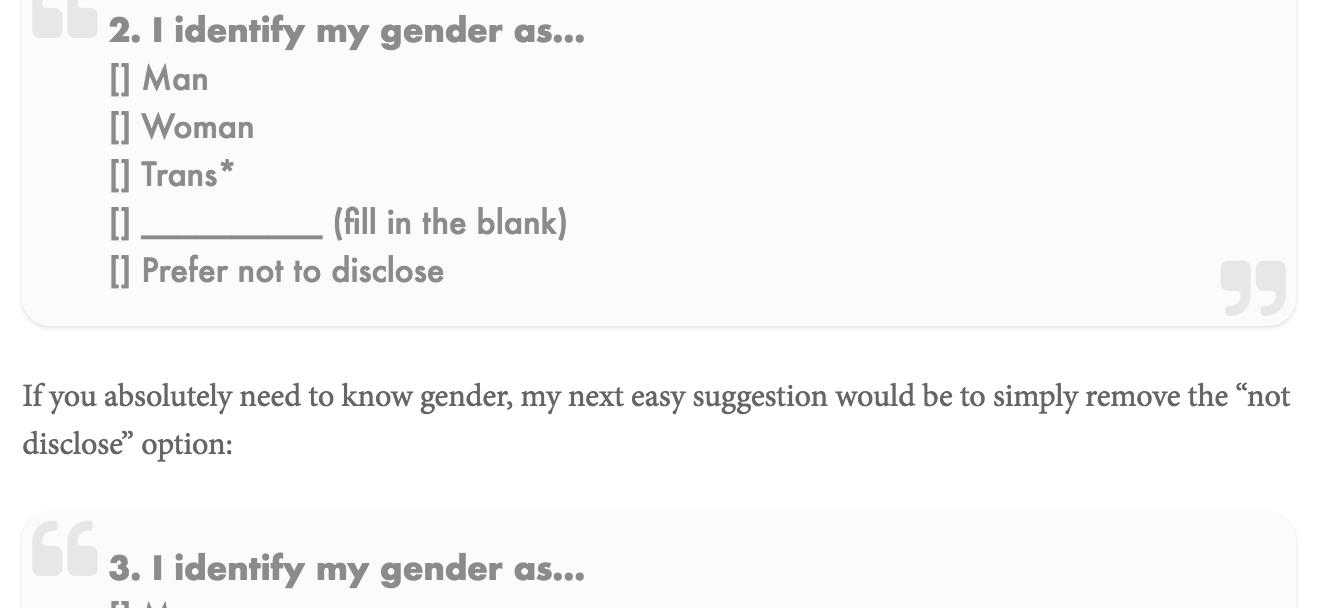 2. I identify my gender as...
[] Man
[] Woman
[] Trans*
[] ____________ (fill in the blank)
[] Prefer not to disclose
If you absolutely need to know gender, my next easy suggestion would be to simply remove the “not
disclose” option:
3. I identify my gender as...